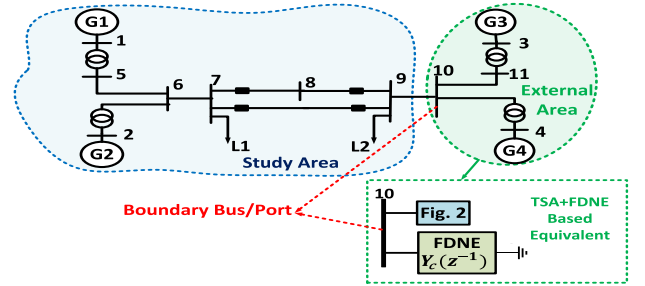 G1
1
5
6
G2
2
7
8
9
L1
L2
Study Area
10
G3
3
11
External
Area
4
G4
Boundary Bus/Port
10
Fig. 2
FDNE
Y_c(z^{-1})
TSA+FDNE
Based
Equivalent